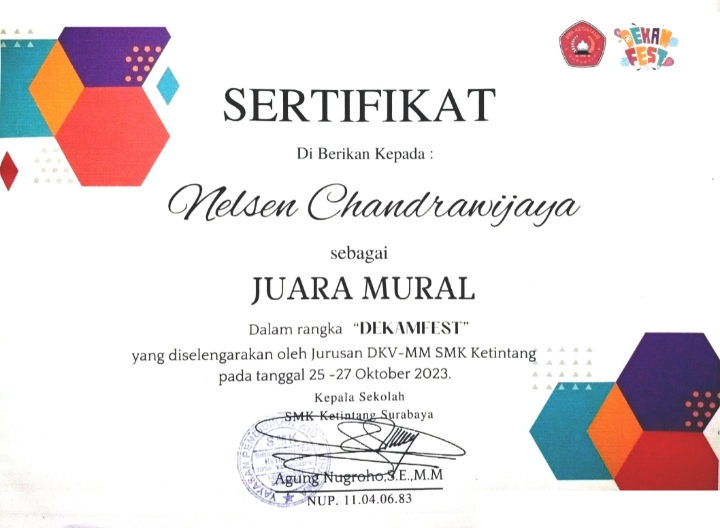 DEKAN
FEST
SERTIFIKAT
Di Berikan Kepada :
Nelsen Chandrawijaya
sebagai
JUARA MURAL
Dalam rangka “DEKAMFEST”
yang diselengarakan oleh Jurusan DKV-MM SMK Ketintang
pada tanggal 25 -27 Oktober 2023.
Kepala Sekolah
SMK Ketintang Surabaya
Agung Nugroho,S.E.,M.M
NUP. 11.04.06.83